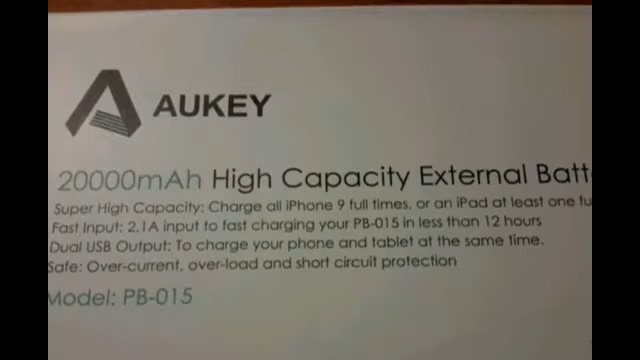 AUKEY
20000mAh High Capacity External Batt
Super High Capacity: Charge all iPhone 9 full times, or an iPad at least one fu
Fast Input: 2.1A input to fast charging your PB-015 in less than 12 hours
Dual USB Output: To charge your phone and tablet at the same time.
Safe: Over-current, over-load and short circuit protection
Model: PB-015